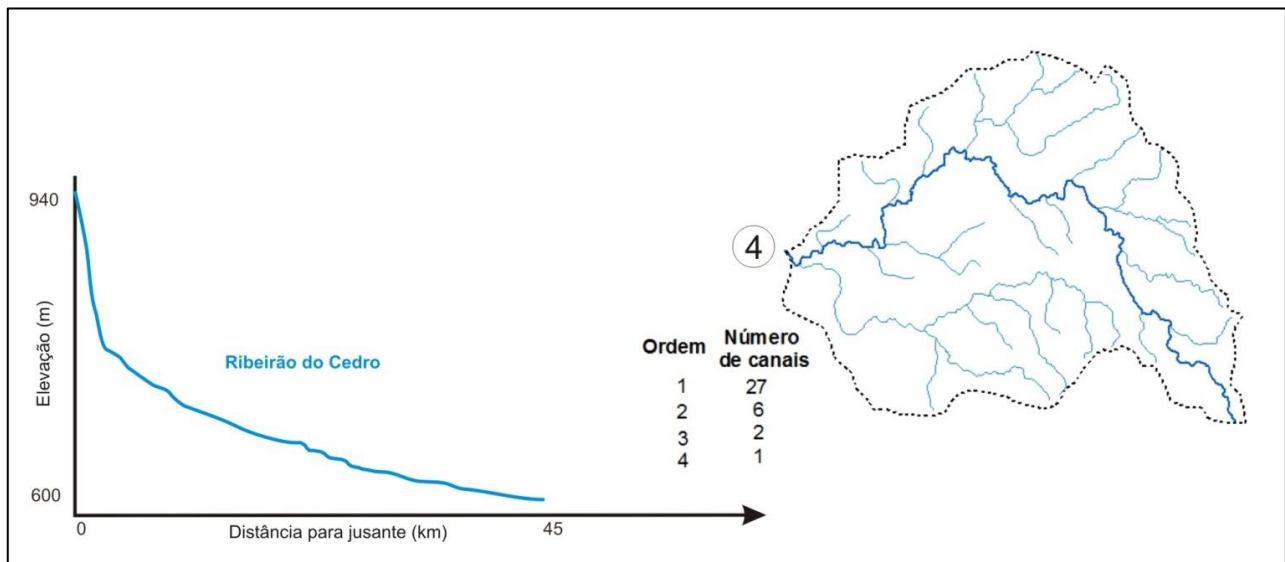 940
Elevação (m)
600
Ribeirão do Cedro
0
Distância para jusante (km)
45
4
Ordem Número de canais
1 27
2 6
3 2
4 1